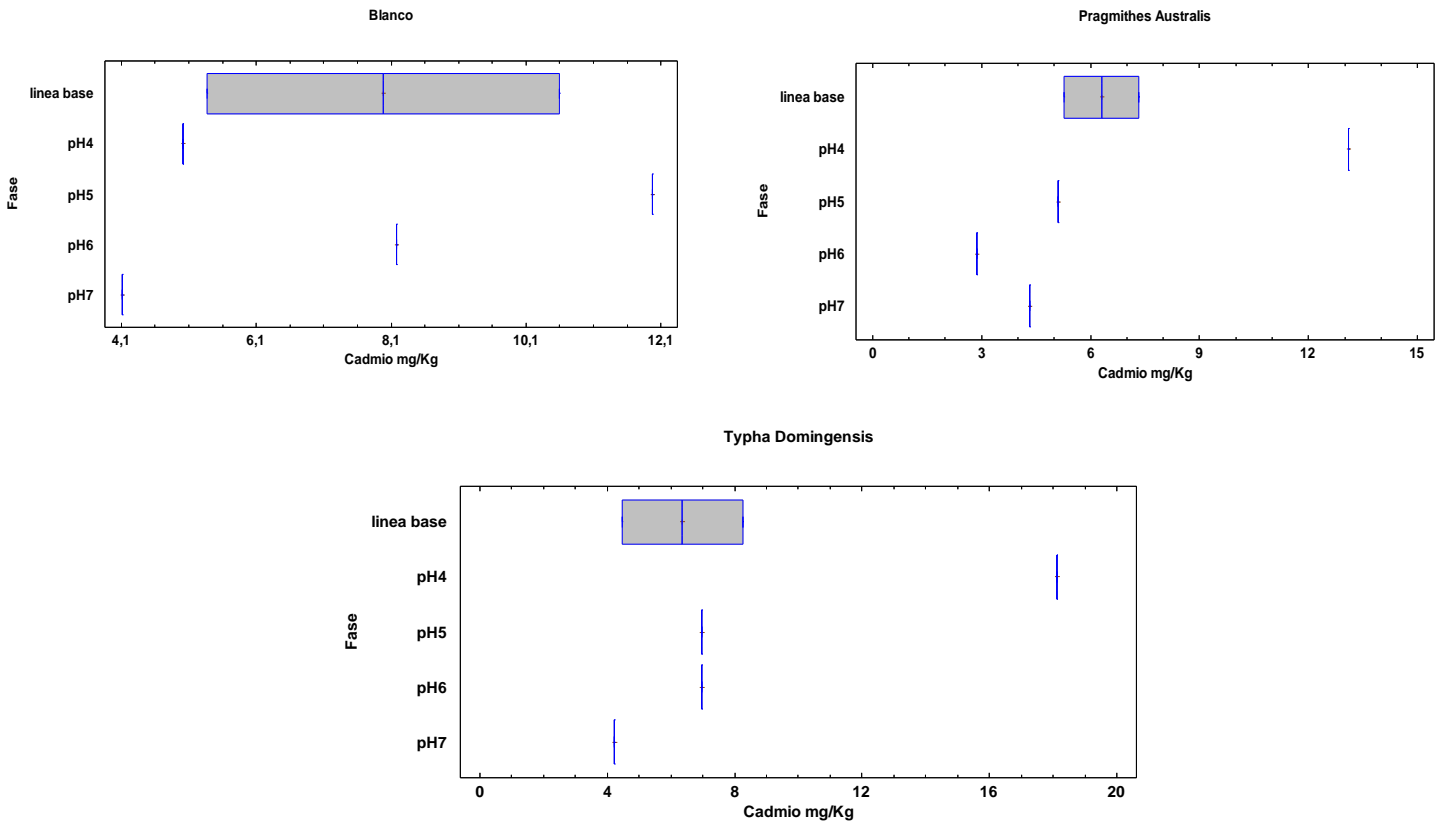 Blanco
linea base
pH4
pH5
pH6
pH7
Fase
4,1 6,1 8,1 10,1 12,1
Cadmio mg/Kg
Pragmithes Australis
linea base
pH4
pH5
pH6
pH7
Fase
0 3 6 9 12 15
Cadmio mg/Kg
Typha Domingensis
linea base
pH4
pH5
pH6
pH7
Fase
0 4 8 12 16 20
Cadmio mg/Kg